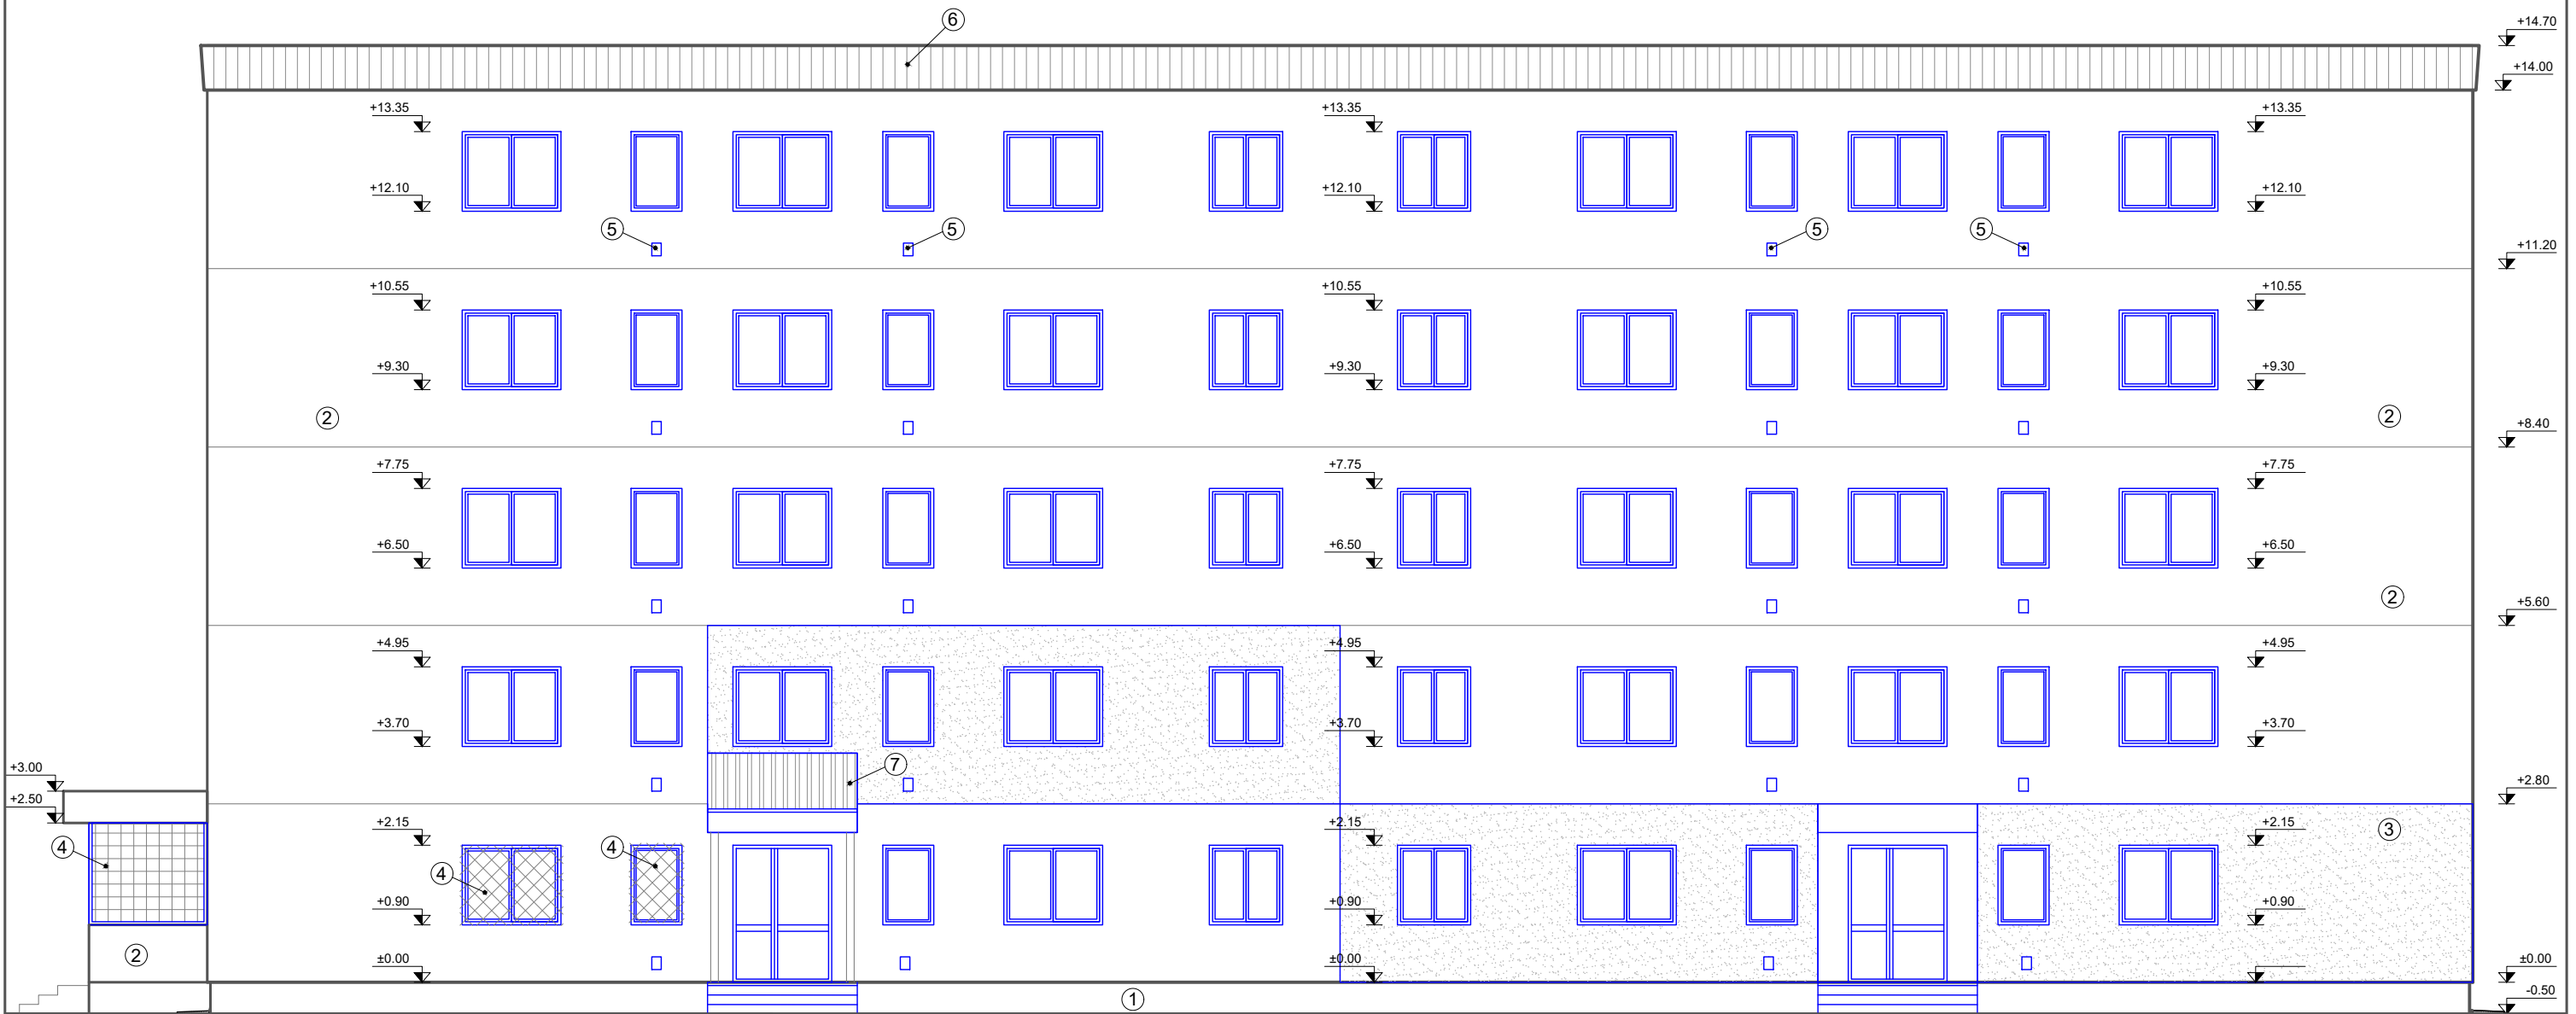 6
+14.70
+14.00
+13.35 +13.35 +13.35
+12.10 +12.10 +12.10
5 5 5 5
+11.20
+10.55 +10.55 +10.55
+9.30 +9.30 +9.30
2 2
+8.40
+7.75 +7.75 +7.75
+6.50 +6.50 +6.50
2
+5.60
+4.95 +4.95 +4.95
+3.70 +3.70 +3.70
7
+3.00
+2.80
+2.50
+2.15 +2.15 +2.15
3
4 4
4
+0.90 +0.90 +0.90
2
±0.00 ±0.00 ±0.00
1
-0.50